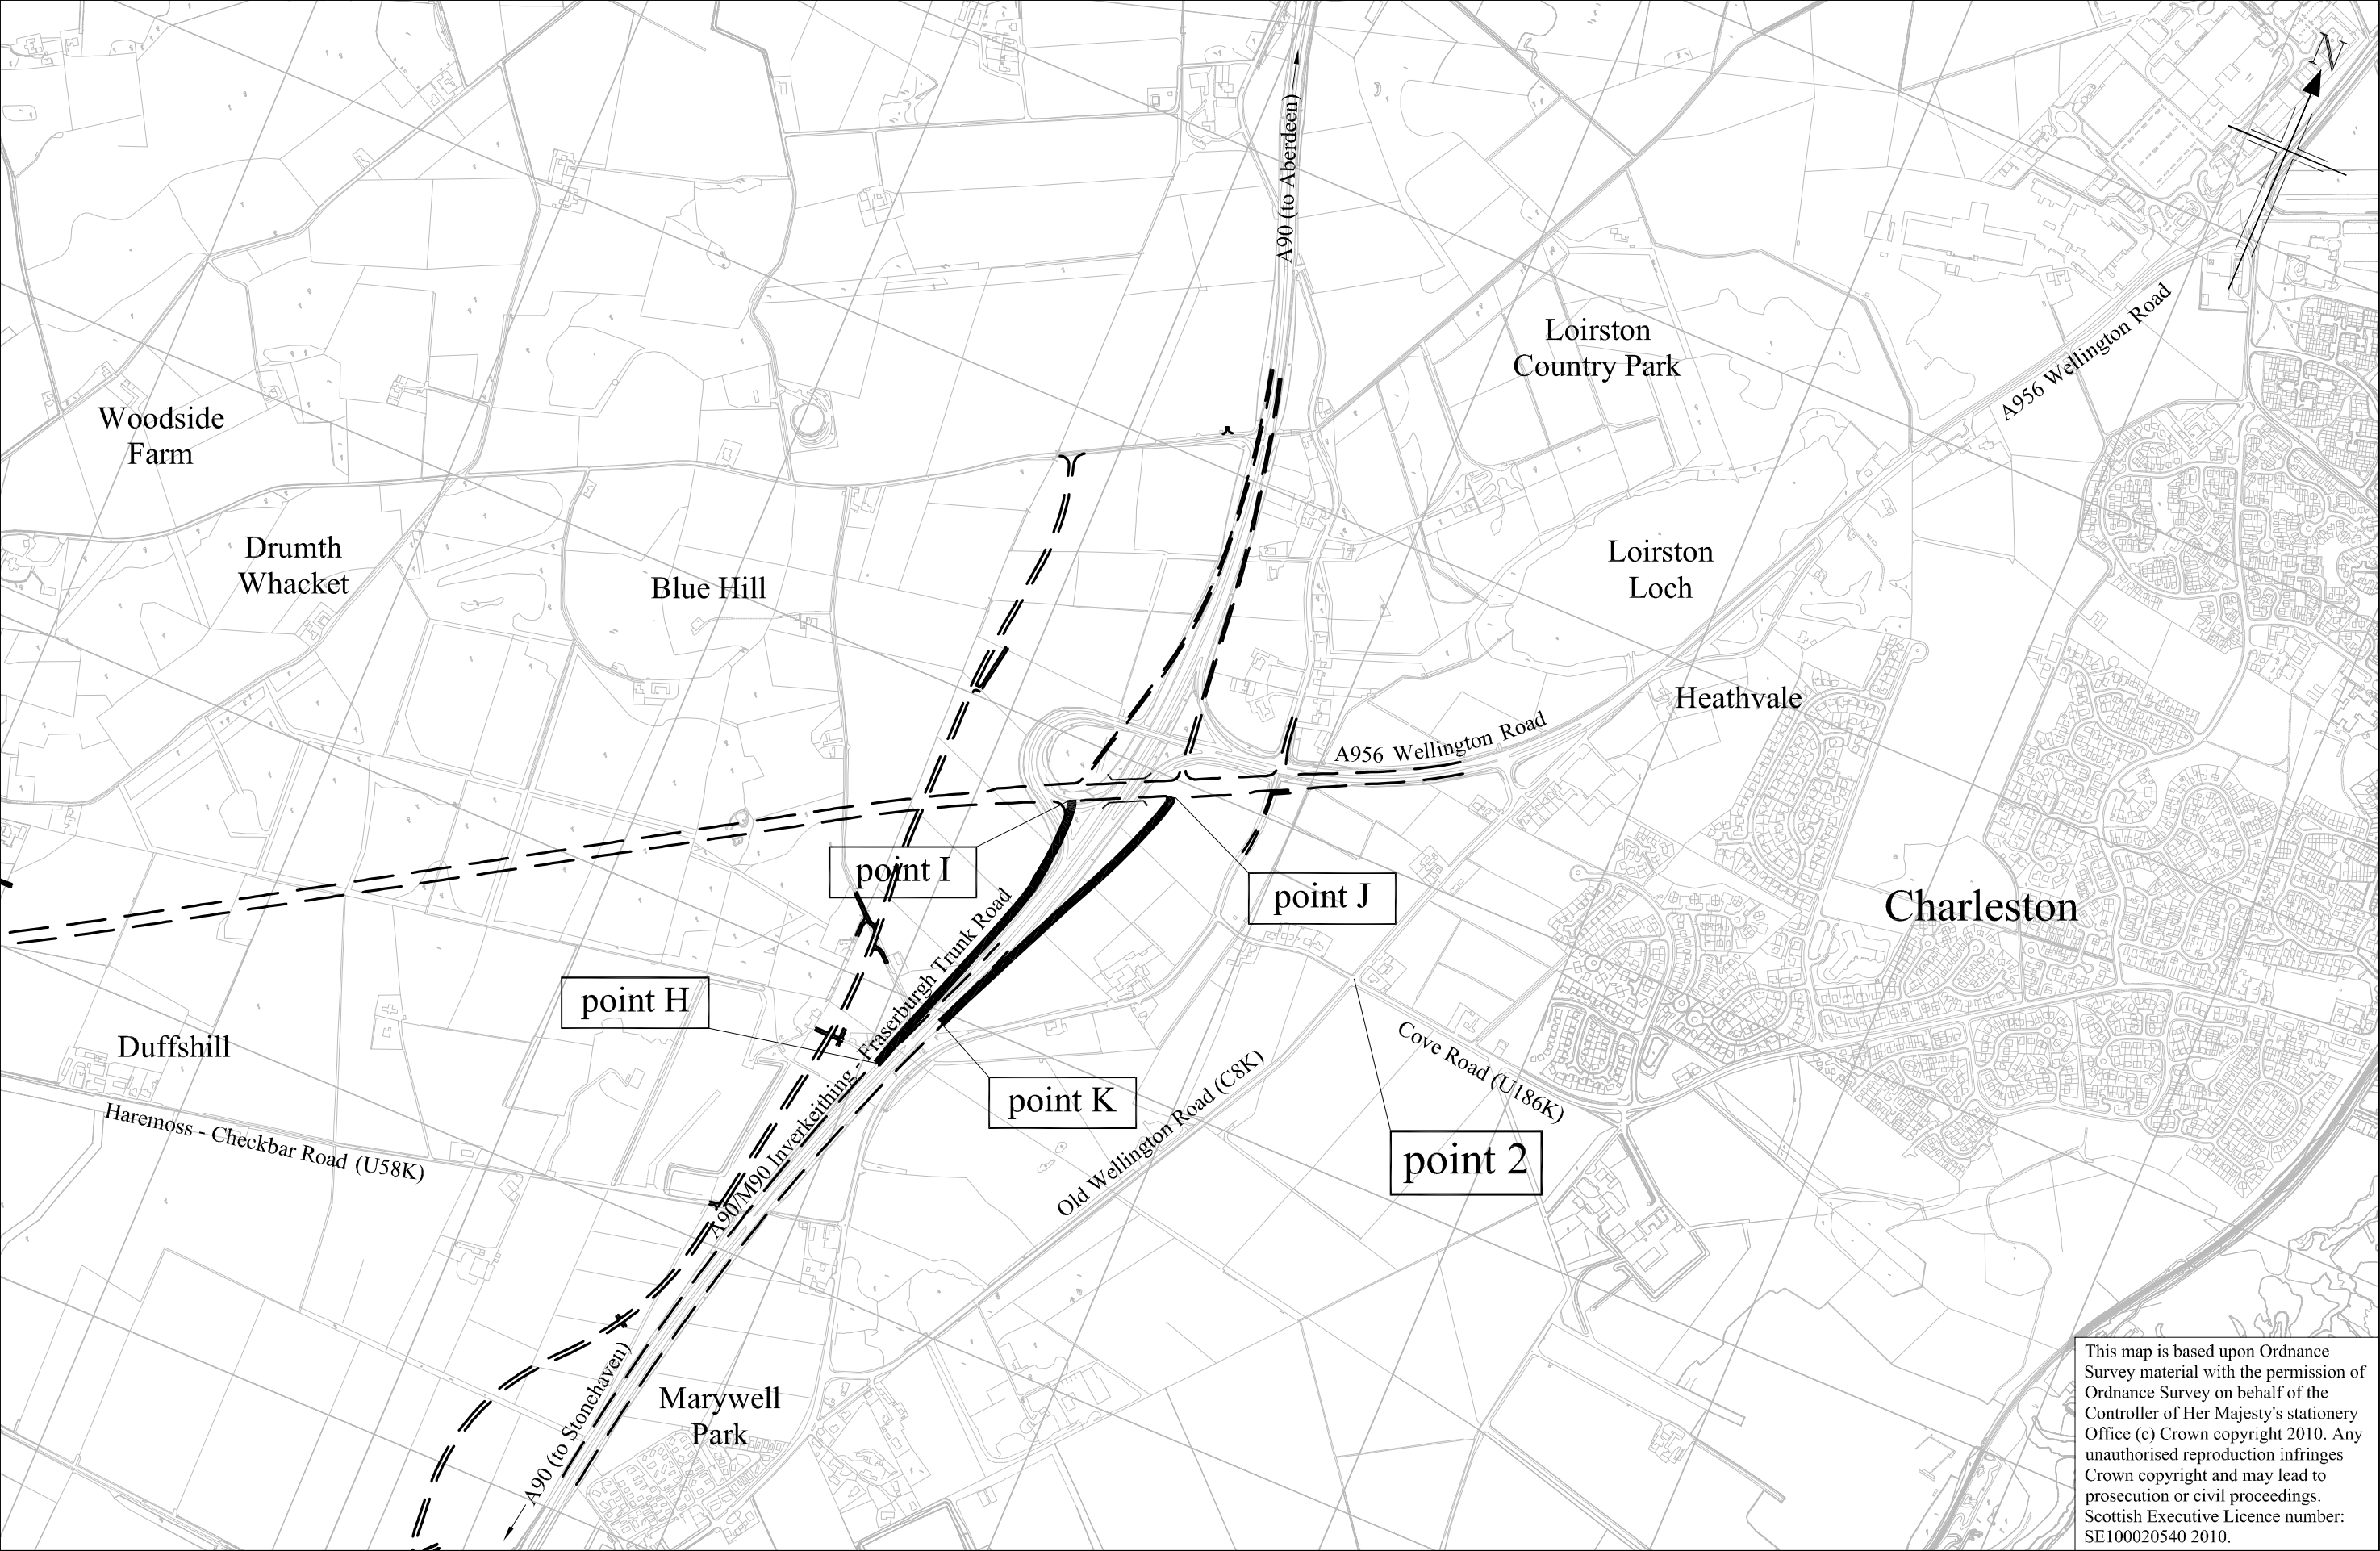 N
A90 (to Aberdeen)
Loirston
Country Park
A956 Wellington Road
Woodside
Farm
Drumth
Whacket
Blue Hill
Loirston
Loch
Heathvale
A956 Wellington Road
point I
point J
Charleston
point H
A90/M90 Inverkeithing - Fraserburgh Trunk Road
Duffshill
point K
Cove Road (U186K)
Old Wellington Road (C8K)
Haremoss - Checkbar Road (U58K)
point 2
A90 (to Stonehaven)
Marywell
Park
This map is based upon Ordnance
Survey material with the permission of
Ordnance Survey on behalf of the
Controller of Her Majesty's stationery
Office (c) Crown copyright 2010. Any
unauthorised reproduction infringes
Crown copyright and may lead to
prosecution or civil proceedings.
Scottish Executive Licence number:
SE100020540 2010.